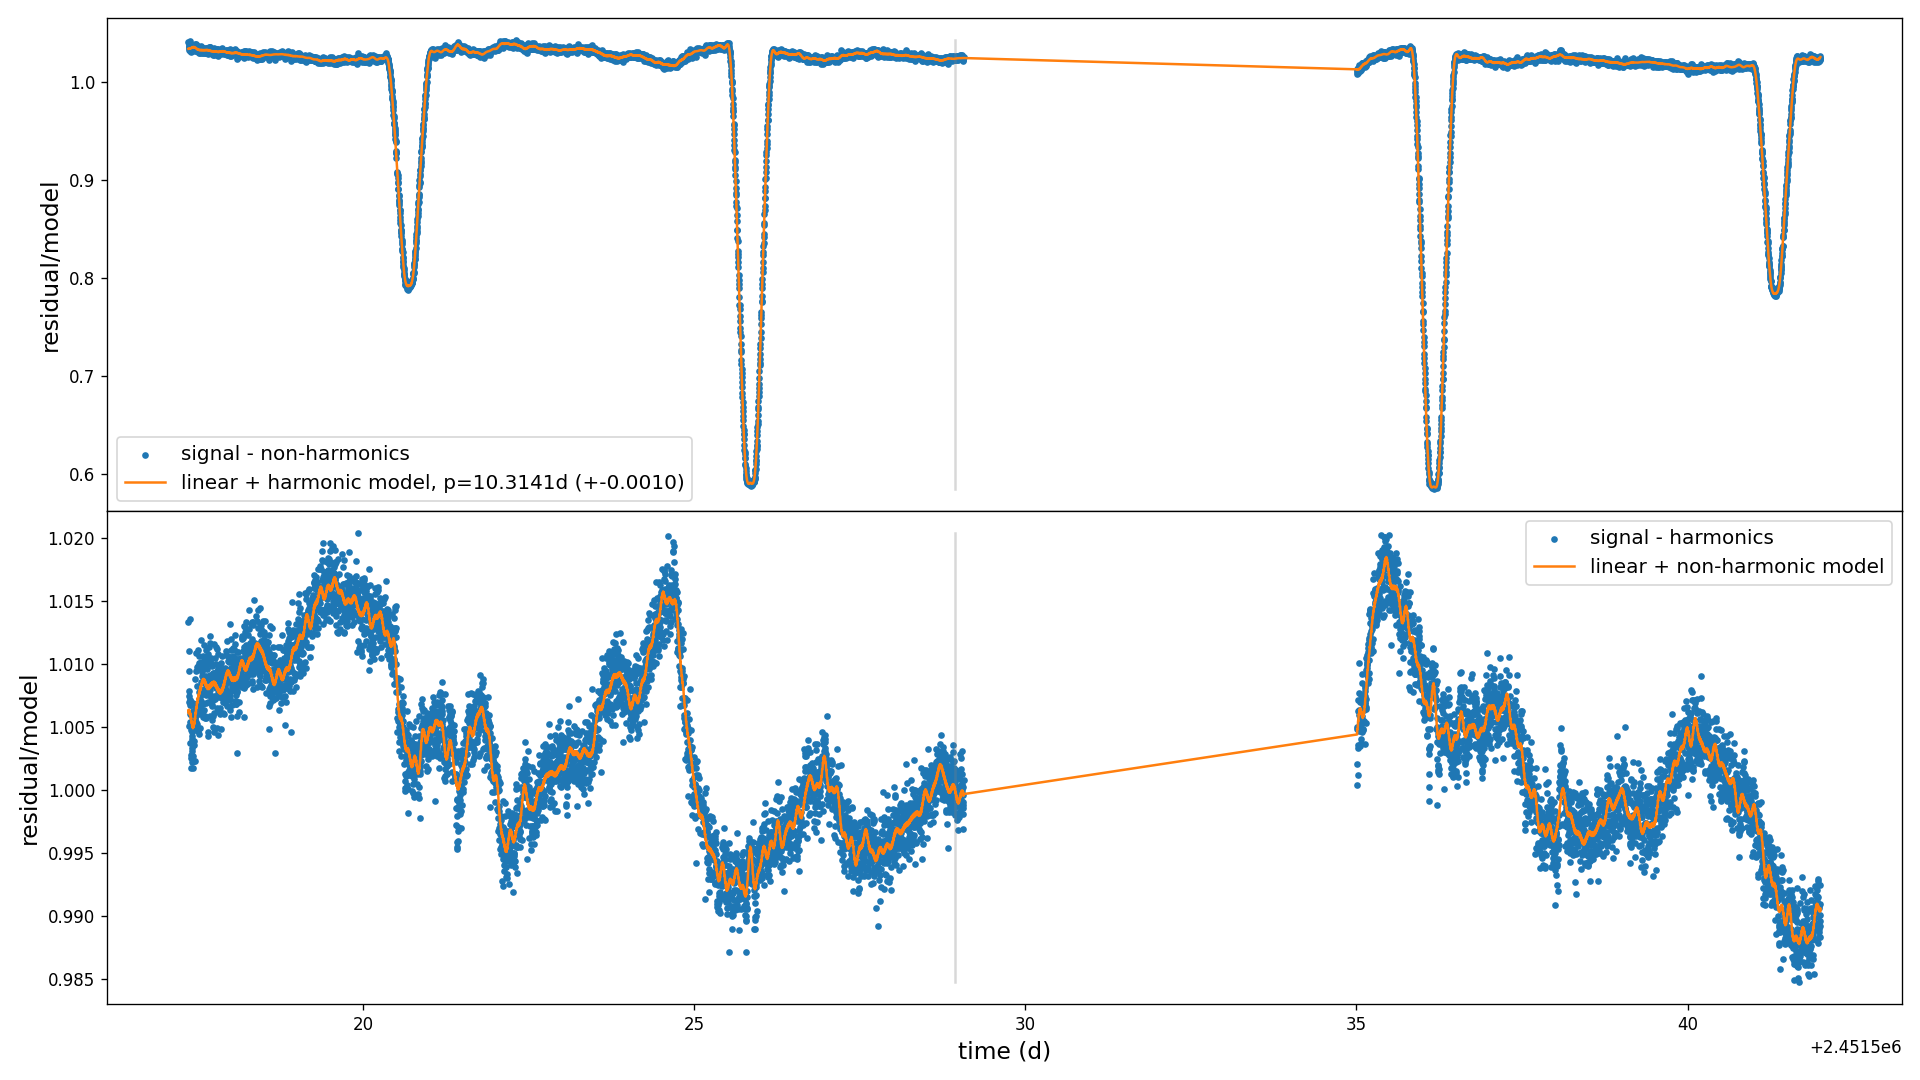 1.0
0.9
0.8
0.7
0.6
residual/model
signal - non-harmonics
linear + harmonic model, p=10.3141d (+-0.0010)
1.020
1.015
1.010
1.005
1.000
0.995
0.990
0.985
residual/model
signal - harmonics
linear + non-harmonic model
20
25
30
35
40
time (d)
+2.4515e6